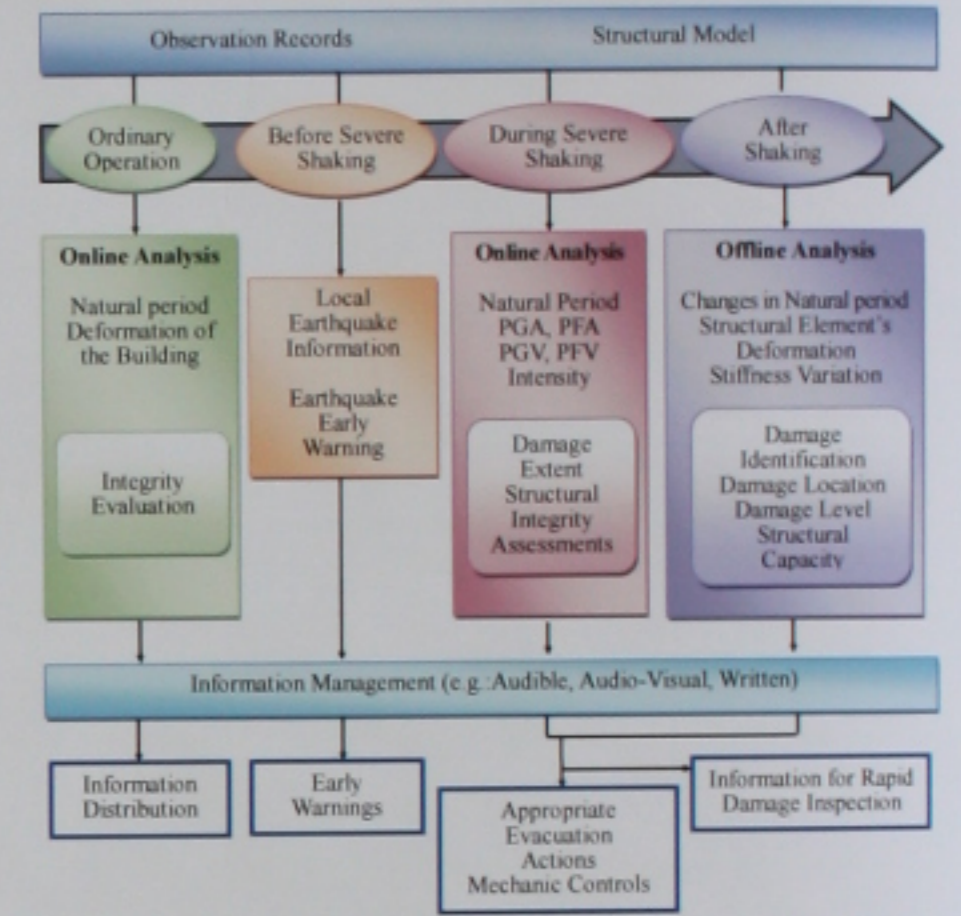 Observation Records
Structural Model
Ordinary
Operation
Before Severe
Shaking
During Severe
Shaking
After
Shaking
Online Analysis
Natural period
Deformation of
the Building
Integrity
Evaluation
Local
Earthquake
Information
Earthquake
Early
Warning
Online Analysis
Natural Period
PGA, PFA
PGV, PFV
Intensity
Damage
Extent
Structural
Integrity
Assessments
Offline Analysis
Changes in Natural period
Structural Element's
Deformation
Stiffness Variation
Damage
Identification
Damage Location
Damage Level
Structural
Capacity
Information Management (e.g.:Audible, Audio-Visual, Written)
Information
Distribution
Early
Warnings
Appropriate
Evacuation
Actions
Mechanic Controls
Information for Rapid
Damage Inspection